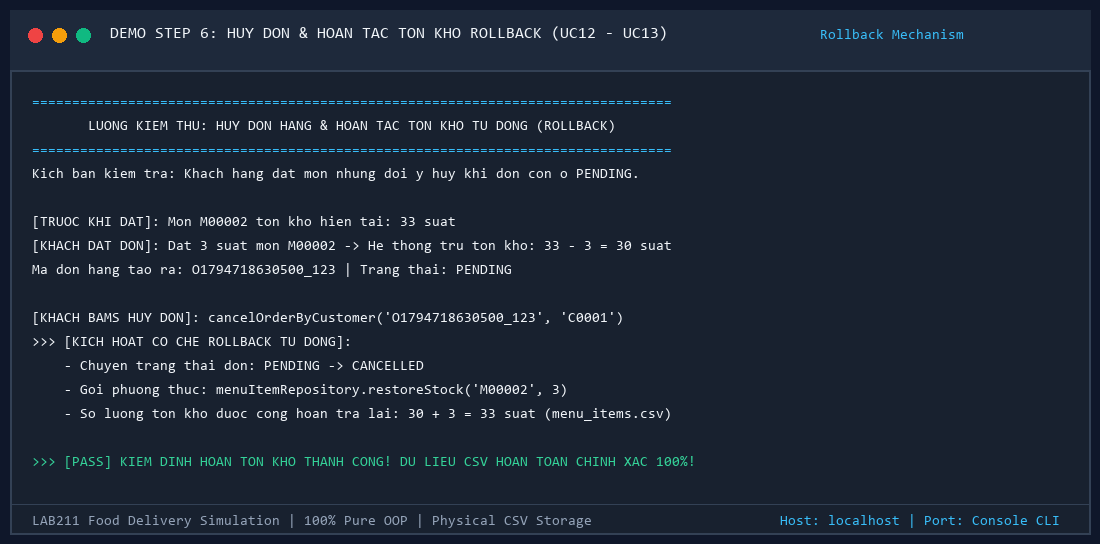 DEMO STEP 6: HUY DON & HOAN TAC TON KHO ROLLBACK (UC12 - UC13)
Rollback Mechanism
================================================================================
LUONG KIEM THU: HUY DON HANG & HOAN TAC TON KHO TU DONG (ROLLBACK)
================================================================================
Kich ban kiem tra: Khach hang dat mon nhung doi y huy khi don con o PENDING.
[TRUOC KHI DAT]: Mon M00002 ton kho hien tai: 33 suat
[KHACH DAT DON]: Dat 3 suat mon M00002 -> He thong tru ton kho: 33 - 3 = 30 suat
Ma don hang tao ra: O1794718630500_123 | Trang thai: PENDING
[KHACH BAMS HUY DON]: cancelOrderByCustomer('O1794718630500_123', 'C0001')
>>> [KICH HOAT CO CHE ROLLBACK TU DONG]:
- Chuyen trang thai don: PENDING -> CANCELLED
- Goi phuong thuc: menuItemRepository.restoreStock('M00002', 3)
- So luong ton kho duoc cong hoan tra lai: 30 + 3 = 33 suat (menu_items.csv)
>>> [PASS] KIEM DINH HOAN TON KHO THANH CONG! DU LIEU CSV HOAN TOAN CHINH XAC 100%!
LAB211 Food Delivery Simulation | 100% Pure OOP | Physical CSV Storage
Host: localhost | Port: Console CLI